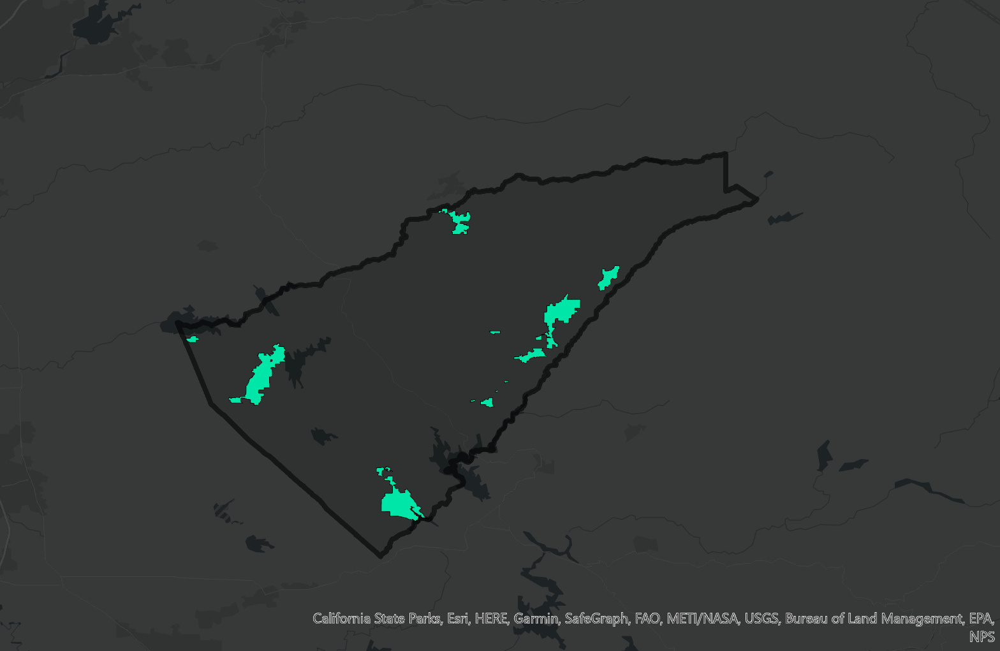 California State Parks, Esri, HERE, Garmin, SafeGraph, FAO, METI/NASA, USGS, Bureau of Land Management, EPA,
NPS